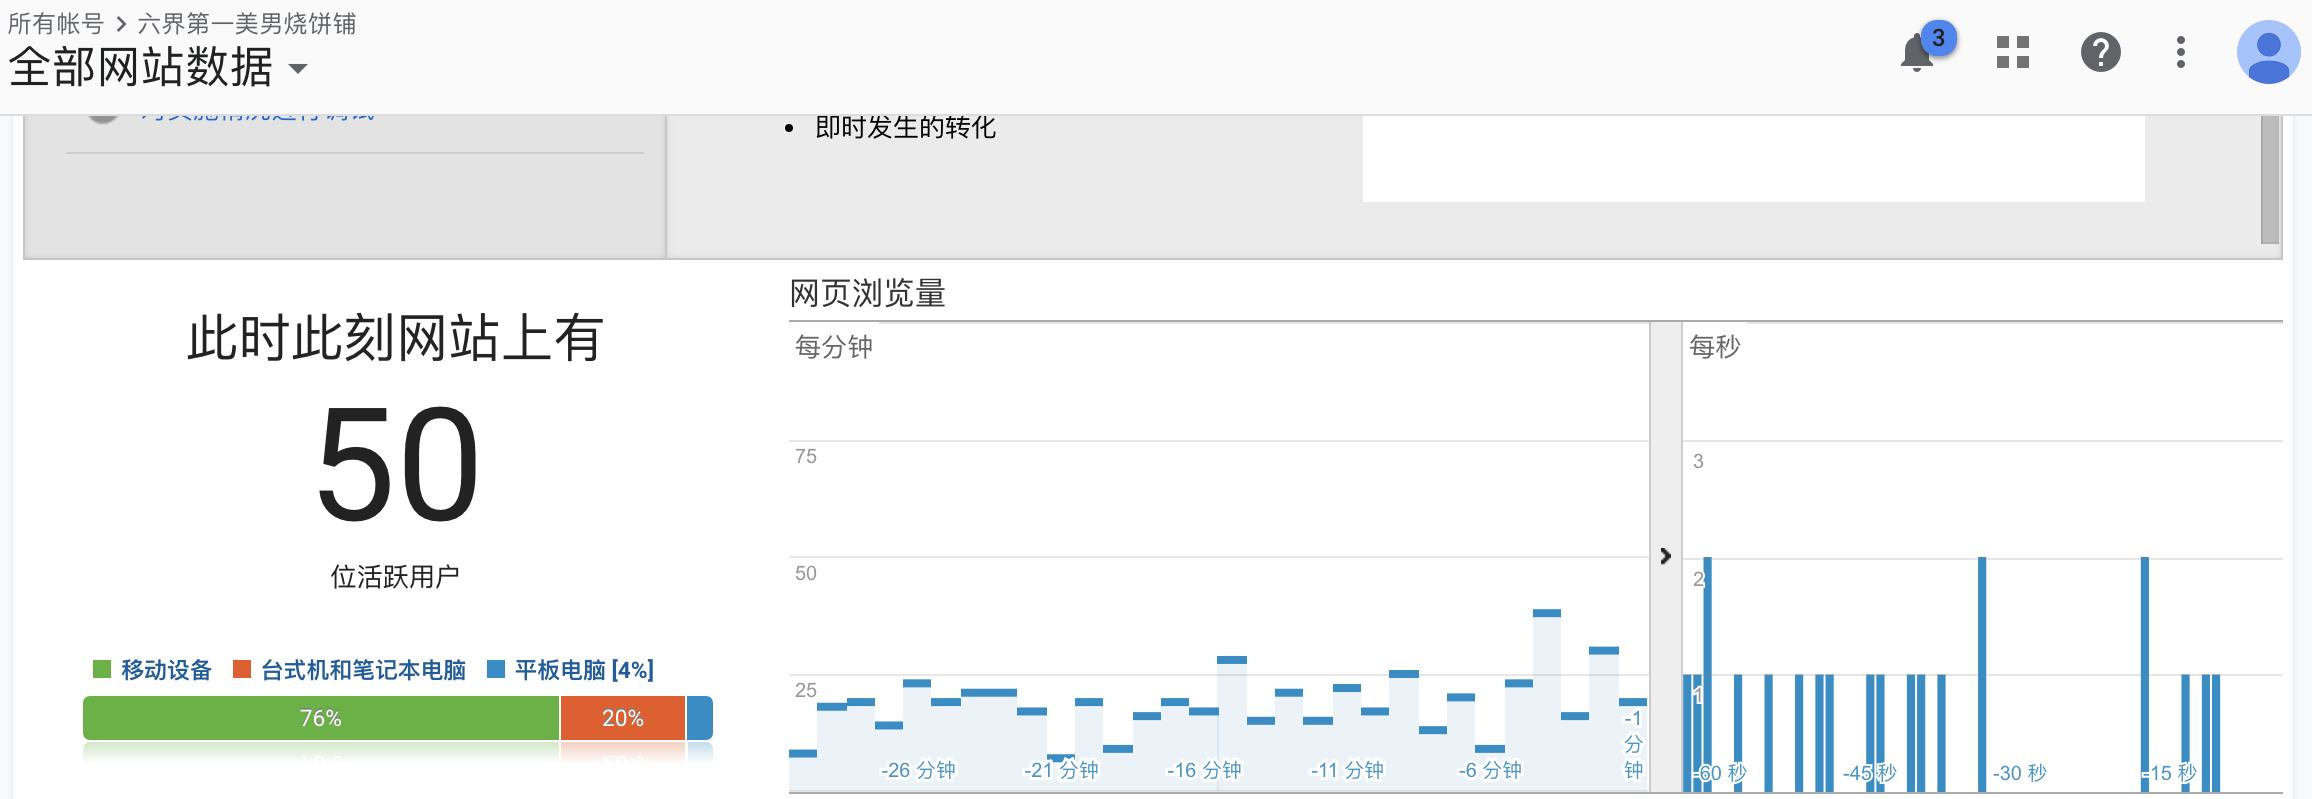 所有帐号 > 六界第一美男烧饼铺
全部网站数据
3
即时发生的转化
此时此刻网站上有
50
位活跃用户
移动设备 台式机和笔记本电脑 平板电脑 [4%]
76% 20%
网页浏览量
每分钟
75
50
25
-26 分钟 -21 分钟 -16 分钟 -11 分钟 -6 分钟 -1 分钟
每秒
3
2
1
-60 秒 -45 秒 -30 秒 -15 秒